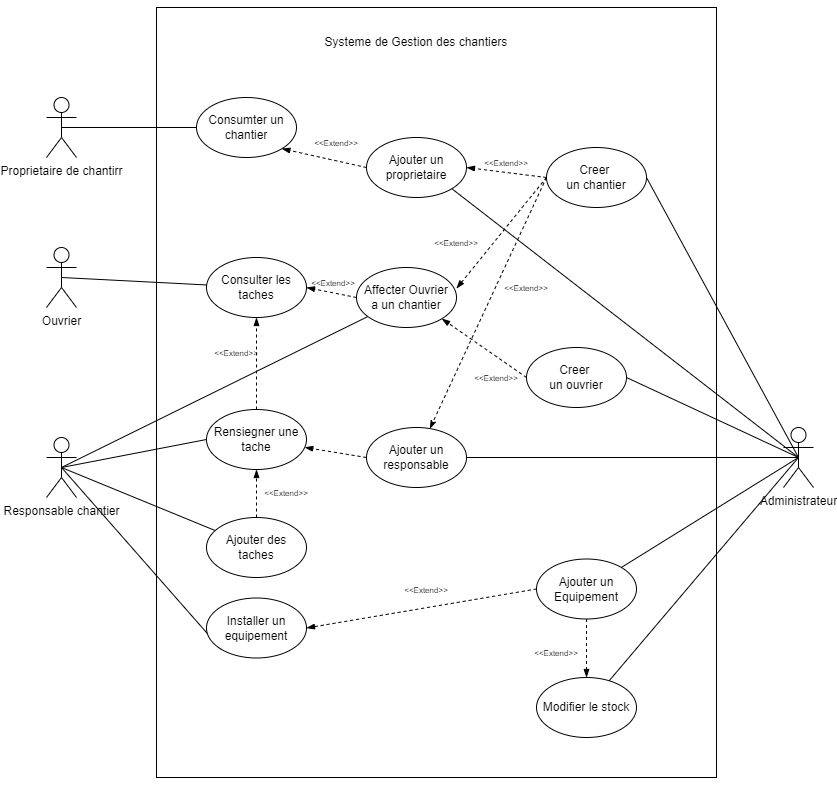 Systeme de Gestion des chantiers
Consumter un
chantier
<<Extend>>
Ajouter un
proprietaire
<<Extend>>
Creer
un chantier
Proprietaire de chantirr
<<Extend>>
Consulter les
taches
<<Extend>>
Affecter Ouvrier
a un chantier
<<Extend>>
Ouvrier
<<Extend>>
Creer
un ouvrier
<<Extend>>
Rensiegner une
tache
Ajouter un
responsable
<<Extend>>
Responsable chantier
Administrateur
Ajouter des
taches
Ajouter un
Equipement
<<Extend>>
Installer un
equipement
<<Extend>>
Modifier le stock